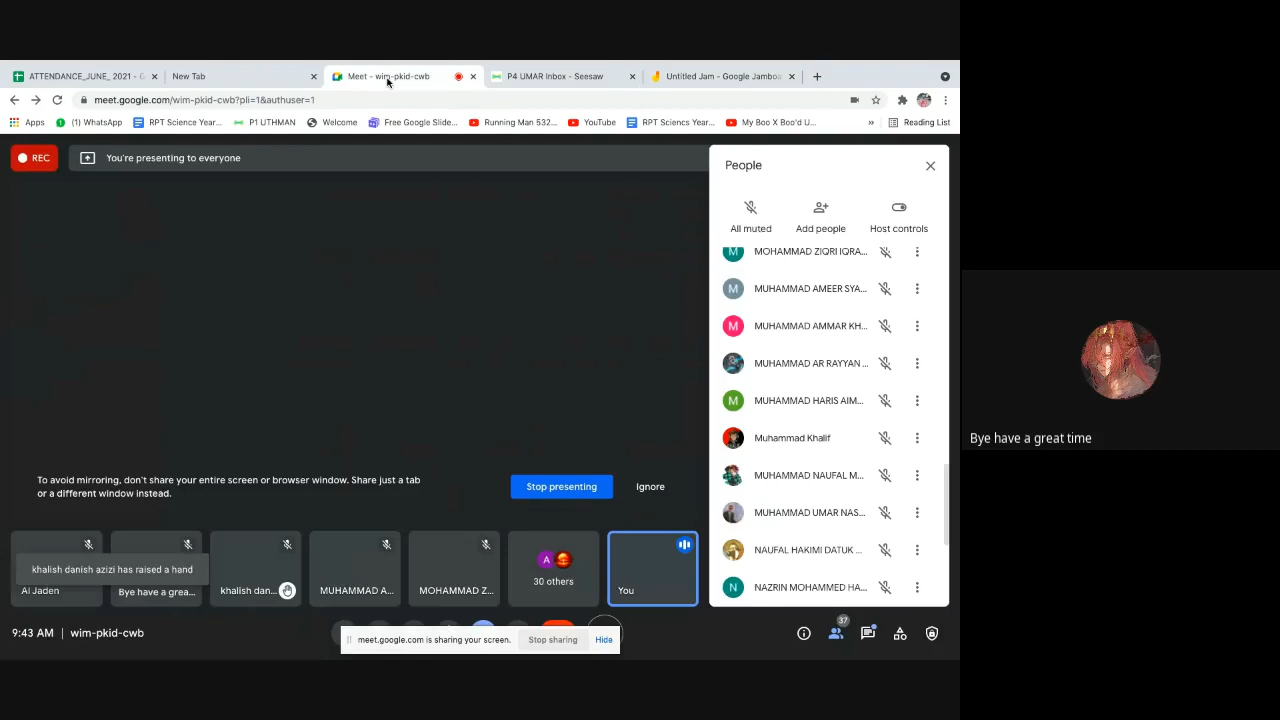 ATTENDANCE_JUNE_ 2021 - G
New Tab
Meet - wim-pkid-cwb
P4 UMAR Inbox - Seesaw
Untitled Jam - Google Jamboa
meet.google.com/wim-pkid-cwb?pli=1&authuser=1
Apps
(1) WhatsApp
RPT Science Year...
P1 UTHMAN
Welcome
Free Google Slide...
Running Man 532...
YouTube
RPT Sciencs Year...
My Boo X Boo'd U...
»
Reading List
REC
You're presenting to everyone
People
All muted
Add people
Host controls
MOHAMMAD ZIQRI IQRA...
MUHAMMAD AMEER SYA...
MUHAMMAD AMMAR KH...
MUHAMMAD AR RAYYAN ...
MUHAMMAD HARIS AIM...
Muhammad Khalif
MUHAMMAD NAUFAL M...
MUHAMMAD UMAR NAS...
NAUFAL HAKIMI DATUK ...
NAZRIN MOHAMMED HA...
M
M
M
M
N
To avoid mirroring, don't share your entire screen or browser window. Share just a tab
or a different window instead.
Stop presenting
Ignore
khalish danish azizi has raised a hand
Al Jaden
Bye have a grea...
khalish dan...
MUHAMMAD A...
MOHAMMAD Z...
A
30 others
You
9:43 AM | wim-pkid-cwb
meet.google.com is sharing your screen.
Stop sharing
Hide
37
Bye have a great time